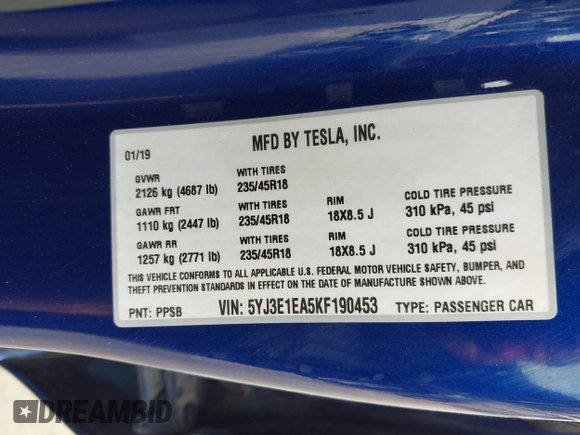 MFD BY TESLA, INC.
01/19
GVWR WITH TIRES
2126 kg (4687 lb) 235/45R18
GAWR FRT WITH TIRES RIM COLD TIRE PRESSURE
1110 kg (2447 lb) 235/45R18 18X8.5 J 310 kPa, 45 psi
GAWR RR WITH TIRES RIM COLD TIRE PRESSURE
1257 kg (2771 lb) 235/45R18 18X8.5 J 310 kPa, 45 psi
THIS VEHICLE CONFORMS TO ALL APPLICABLE U.S. FEDERAL MOTOR VEHICLE SAFETY, BUMPER, AND
THEFT PREVENTION STANDARDS IN EFFECT ON THE DATE OF MANUFACTURE SHOWN ABOVE.
PNT: PPSB VIN: 5YJ3E1EA5KF190453 TYPE: PASSENGER CAR
DREAMBID